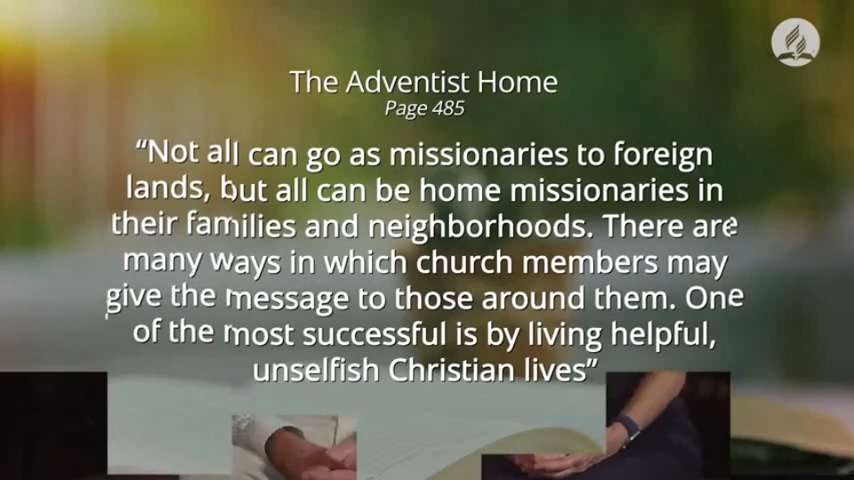 The Adventist Home
Page 485
“Not all can go as missionaries to foreign
lands, but all can be home missionaries in
their families and neighborhoods. There are
many ways in which church members may
give the message to those around them. One
of the most successful is by living helpful,
unselfish Christian lives”